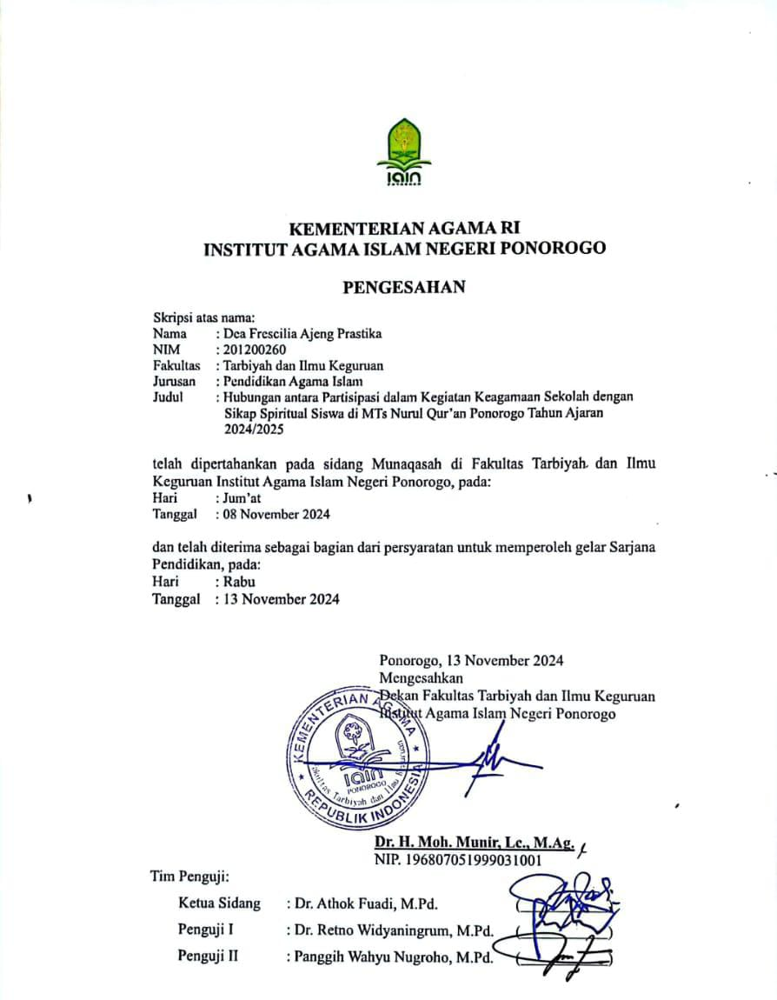 iain
PONOROGO
KEMENTERIAN AGAMA RI
INSTITUT AGAMA ISLAM NEGERI PONOROGO
PENGESAHAN
Skripsi atas nama:
Nama : Dea Frescilia Ajeng Prastika
NIM : 201200260
Fakultas : Tarbiyah dan Ilmu Keguruan
Jurusan : Pendidikan Agama Islam
Judul : Hubungan antara Partisipasi dalam Kegiatan Keagamaan Sekolah dengan
Sikap Spiritual Siswa di MTs Nurul Qur'an Ponorogo Tahun Ajaran
2024/2025
telah dipertahankan pada sidang Munaqasah di Fakultas Tarbiyah dan Ilmu
Keguruan Institut Agama Islam Negeri Ponorogo, pada:
Hari : Jum'at
Tanggal : 08 November 2024
dan telah diterima sebagai bagian dari persyaratan untuk memperoleh gelar Sarjana
Pendidikan, pada:
Hari : Rabu
Tanggal : 13 November 2024
Ponorogo, 13 November 2024
Mengesahkan
Dekan Fakultas Tarbiyah dan Ilmu Keguruan
Institut Agama Islam Negeri Ponorogo
KEMENTERIAN AGAMA
iain
PONOROGO
Fakultas Tarbiyah dan Ilmu Keguruan
REPUBLIK INDONESIA
Dr. H. Moh. Munir, Lc., M.Ag.
NIP. 196807051999031001
Tim Penguji:
Ketua Sidang : Dr. Athok Fuadi, M.Pd. ( )
Penguji I : Dr. Retno Widyaningrum, M.Pd. ( )
Penguji II : Panggih Wahyu Nugroho, M.Pd. ( )